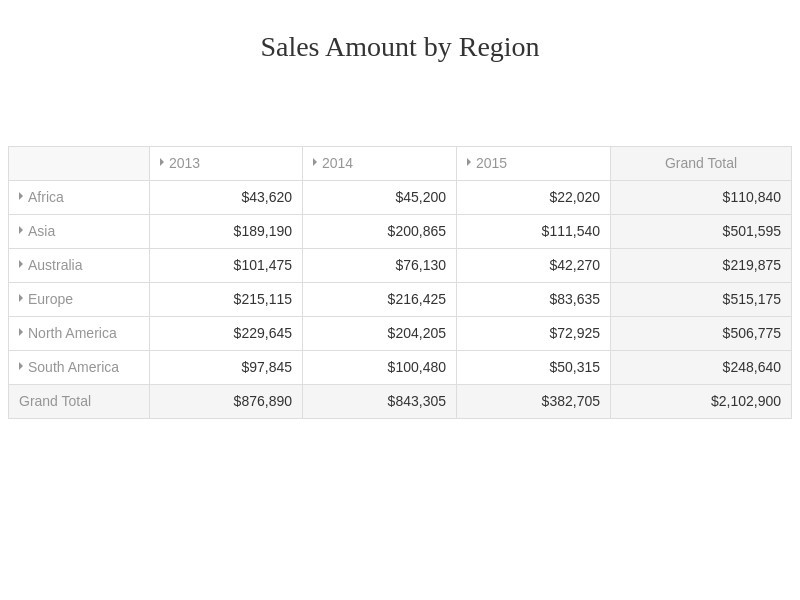 Sales Amount by Region
2013 2014 2015 Grand Total
Africa $43,620 $45,200 $22,020 $110,840
Asia $189,190 $200,865 $111,540 $501,595
Australia $101,475 $76,130 $42,270 $219,875
Europe $215,115 $216,425 $83,635 $515,175
North America $229,645 $204,205 $72,925 $506,775
South America $97,845 $100,480 $50,315 $248,640
Grand Total $876,890 $843,305 $382,705 $2,102,900